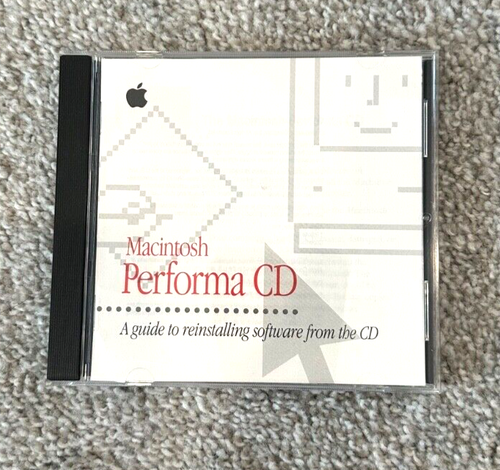 Macintosh
Performa CD
A guide to reinstalling software from the CD